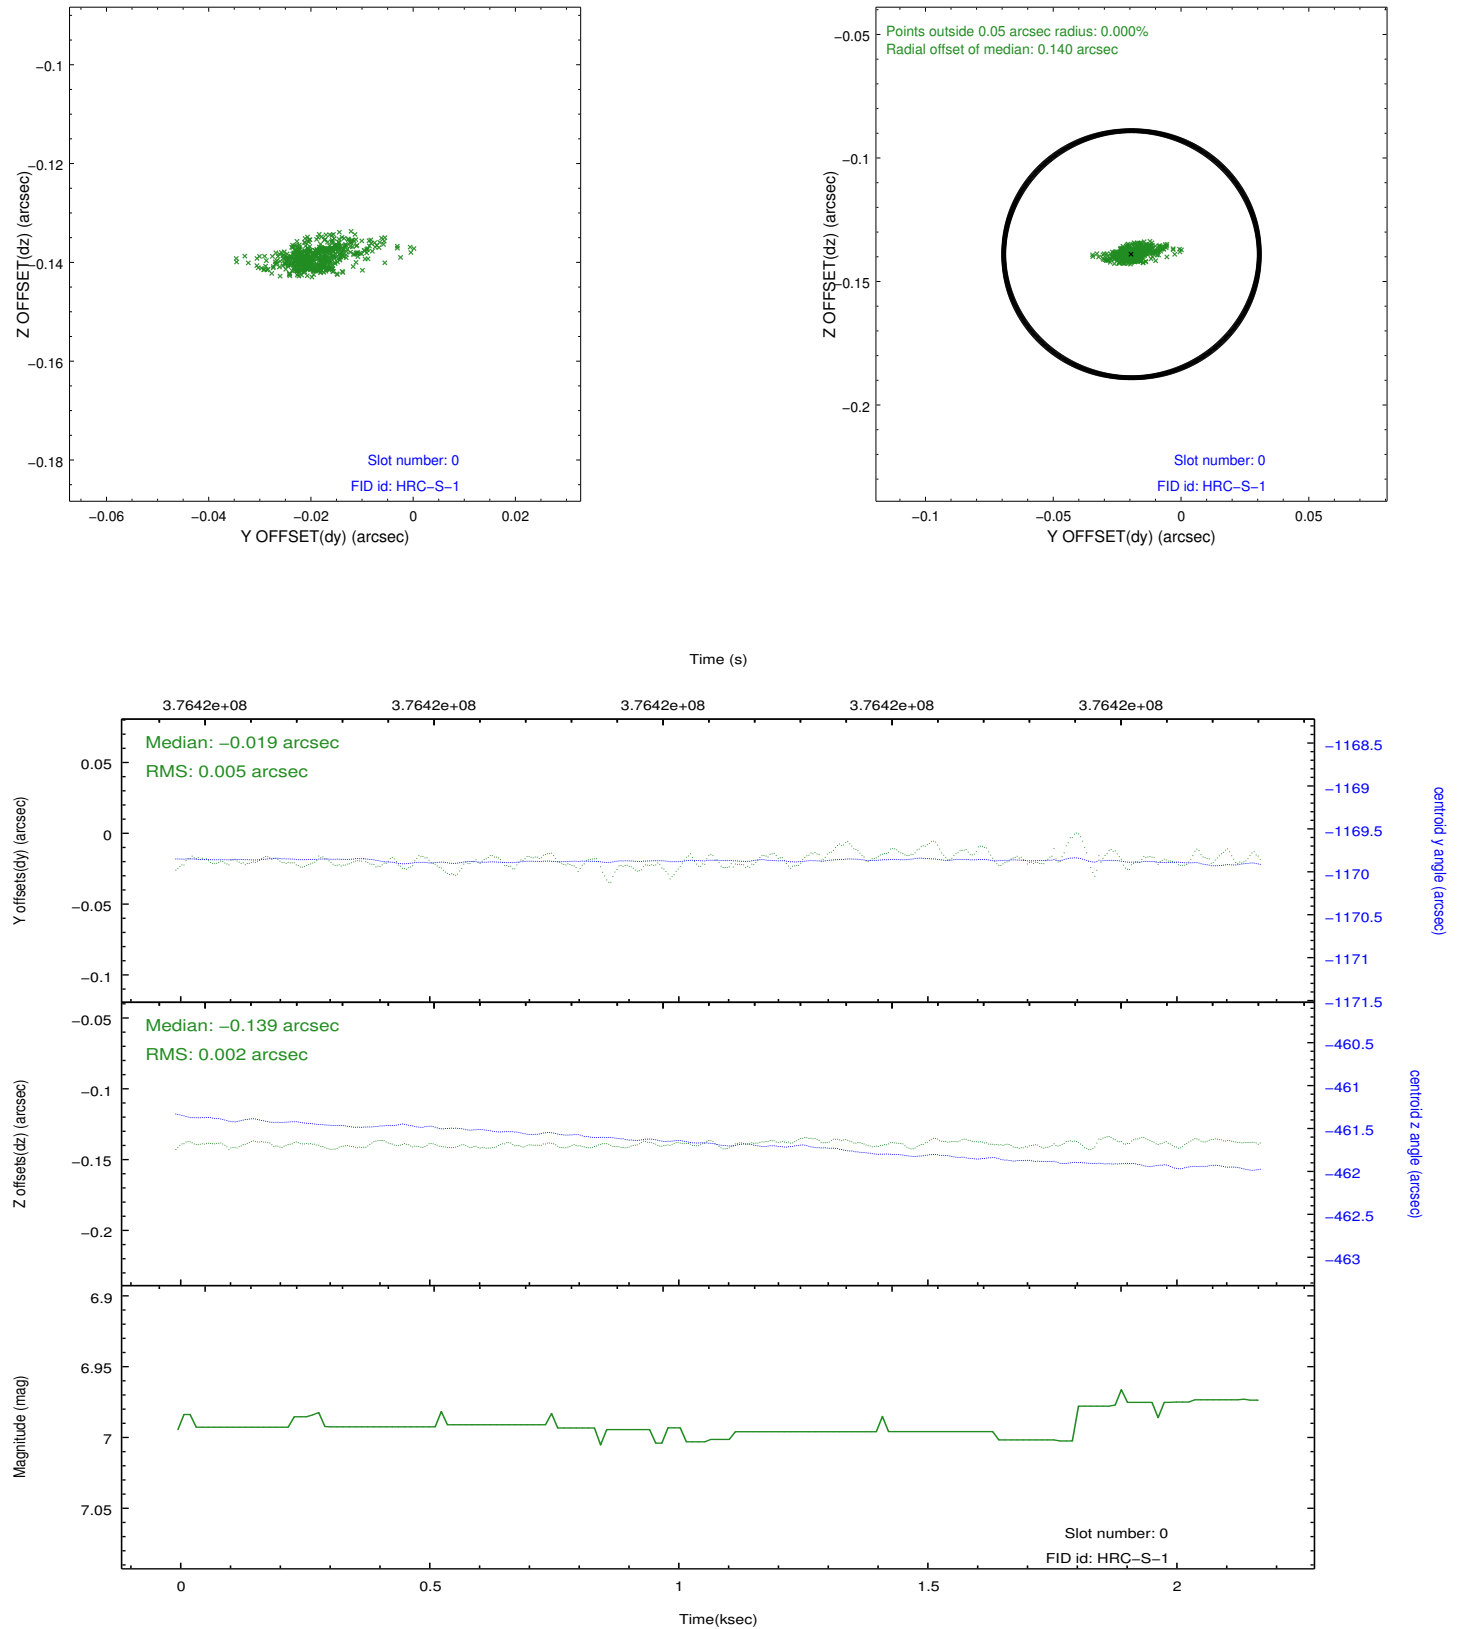 −0.1
−0.12
−0.14
−0.16
−0.18
Z OFFSET(dz) (arcsec)
Slot number: 0
FID id: HRC−S−1
−0.06
−0.04
−0.02
0
0.02
Y OFFSET(dy) (arcsec)
Points outside 0.05 arcsec radius: 0.000%
Radial offset of median: 0.140 arcsec
−0.05
−0.1
−0.15
−0.2
Z OFFSET(dz) (arcsec)
Slot number: 0
FID id: HRC−S−1
−0.1
−0.05
0
0.05
Y OFFSET(dy) (arcsec)
Time (s)
3.7642e+08
3.7642e+08
3.7642e+08
3.7642e+08
3.7642e+08
Median: −0.019 arcsec
RMS: 0.005 arcsec
0.05
0
−0.05
−0.1
Y offsets(dy) (arcsec)
−1168.5
−1169
−1169.5
−1170
−1170.5
−1171
−1171.5
centroid y angle (arcsec)
Median: −0.139 arcsec
RMS: 0.002 arcsec
−0.05
−0.1
−0.15
−0.2
Z offsets(dz) (arcsec)
−460.5
−461
−461.5
−462
−462.5
−463
centroid z angle (arcsec)
6.9
6.95
7
7.05
Magnitude (mag)
Slot number: 0
FID id: HRC−S−1
0
0.5
1
1.5
2
Time(ksec)